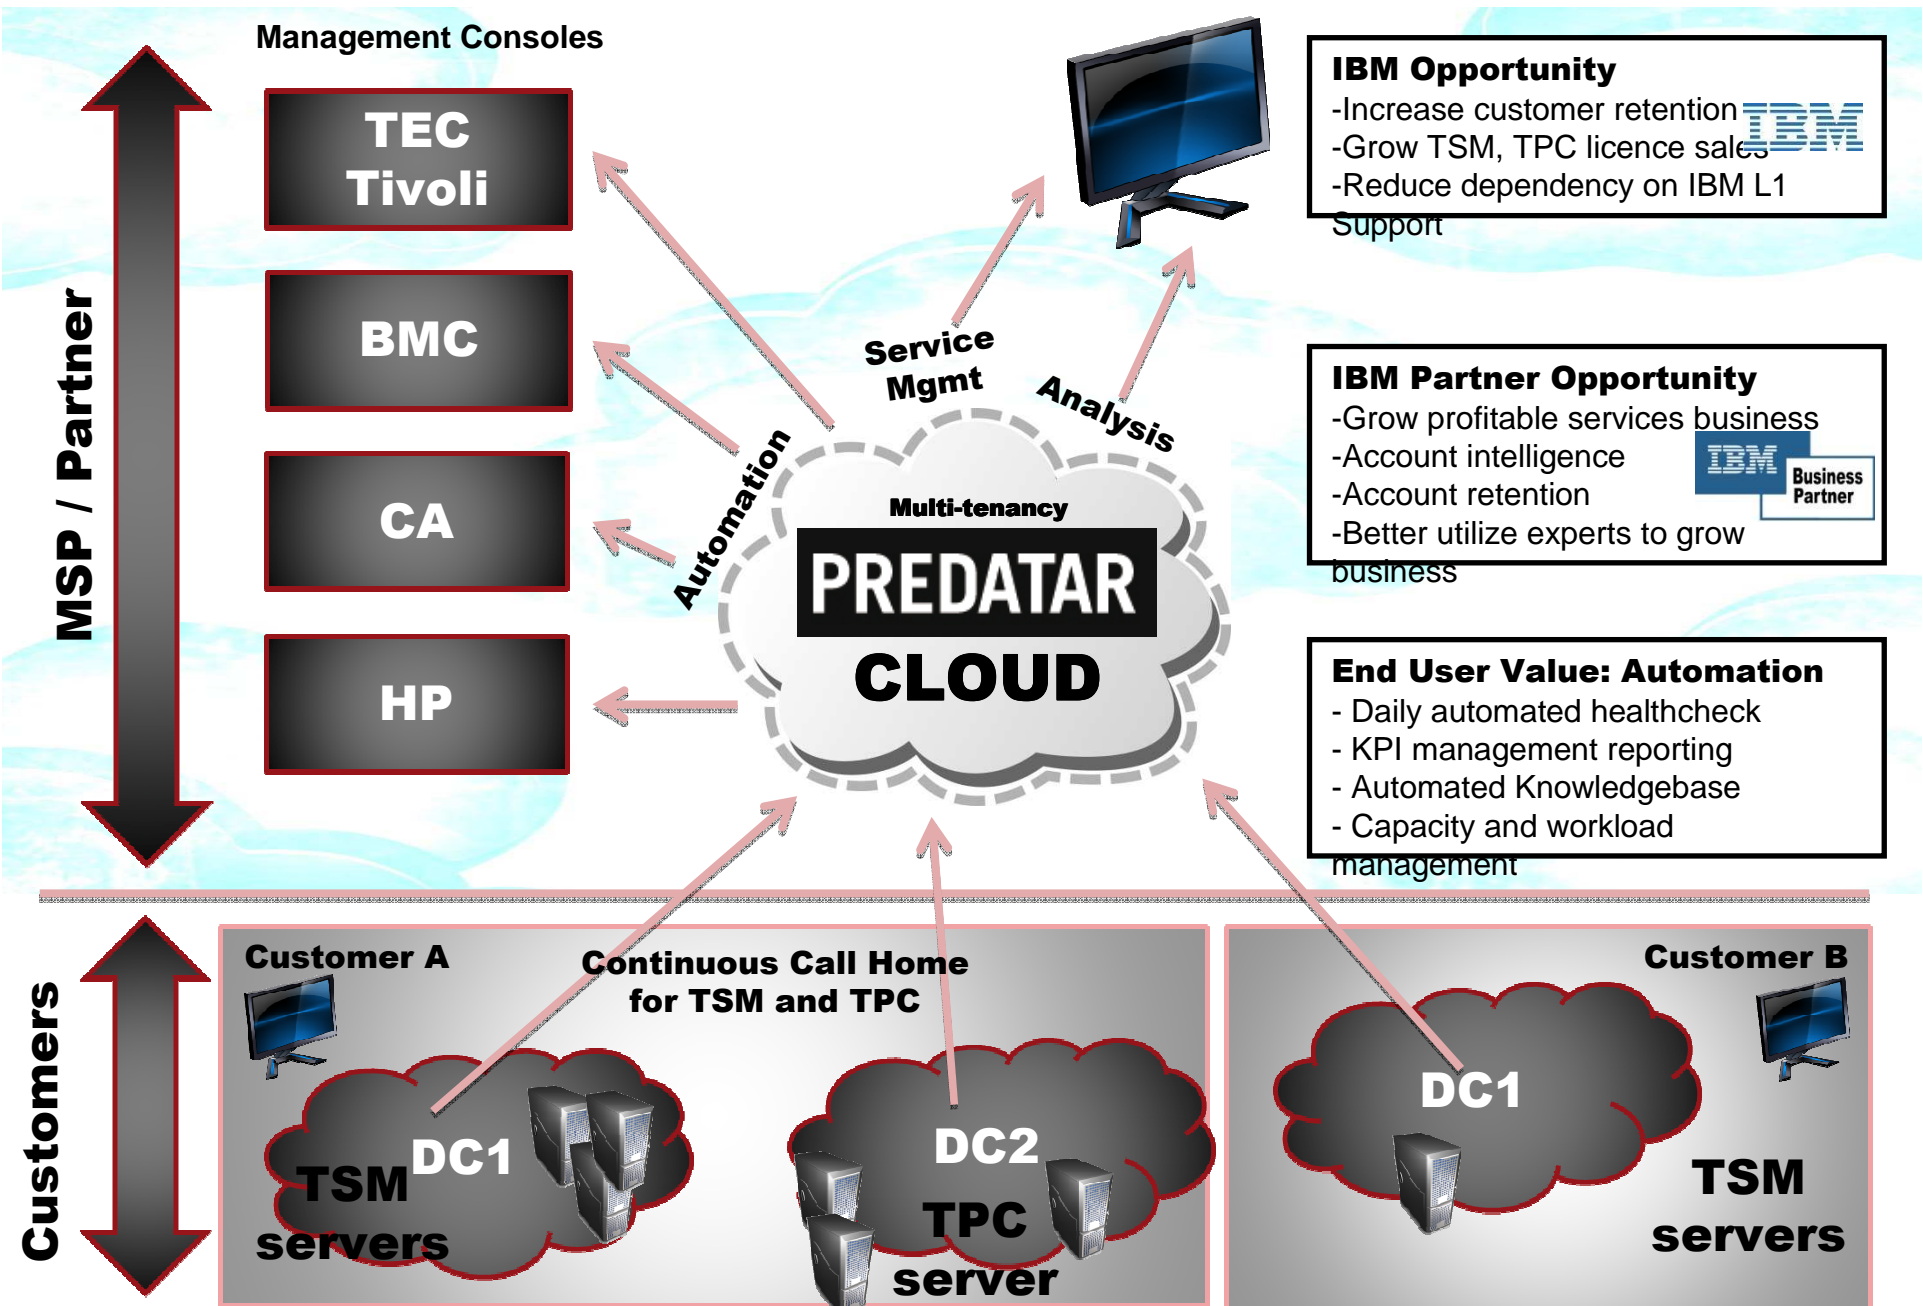 Management Consoles
TEC
Tivoli
BMC
CA
HP
MSP / Partner
Service
Mgmt
Analysis
Automation
Multi-tenancy
PREDATAR
CLOUD
IBM Opportunity
-Increase customer retention
-Grow TSM, TPC licence sales
-Reduce dependency on IBM L1
Support
IBM
IBM Partner Opportunity
-Grow profitable services business
-Account intelligence
-Account retention
-Better utilize experts to grow
business
IBM
Business
Partner
End User Value: Automation
- Daily automated healthcheck
- KPI management reporting
- Automated Knowledgebase
- Capacity and workload
management
Customers
Customer A
Continuous Call Home
for TSM and TPC
DC1
TSM
servers
DC2
TPC
server
Customer B
DC1
TSM
servers